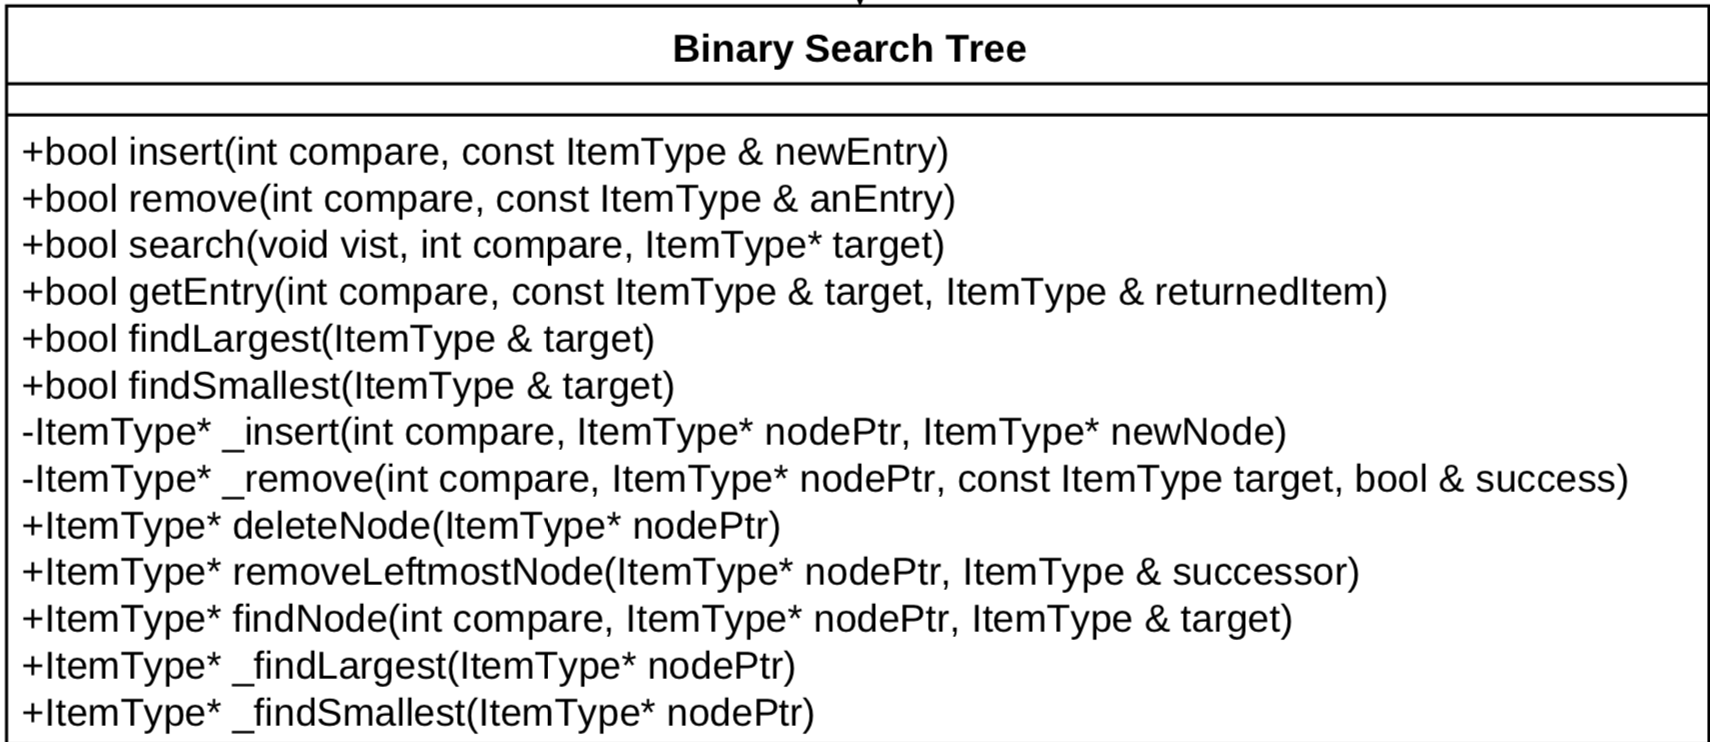 Binary Search Tree
+bool insert(int compare, const ItemType & newEntry)
+bool remove(int compare, const ItemType & anEntry)
+bool search(void vist, int compare, ItemType* target)
+bool getEntry(int compare, const ItemType & target, ItemType & returnedItem)
+bool findLargest(ItemType & target)
+bool findSmallest(ItemType & target)
-ItemType* _insert(int compare, ItemType* nodePtr, ItemType* newNode)
-ItemType* _remove(int compare, ItemType* nodePtr, const ItemType target, bool & success)
+ItemType* deleteNode(ItemType* nodePtr)
+ItemType* removeLeftmostNode(ItemType* nodePtr, ItemType & successor)
+ItemType* findNode(int compare, ItemType* nodePtr, ItemType & target)
+ItemType* _findLargest(ItemType* nodePtr)
+ItemType* _findSmallest(ItemType* nodePtr)